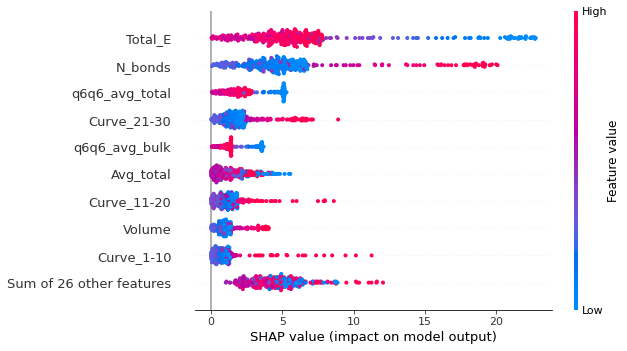 High
Total_E
N_bonds
q6q6_avg_total
Curve_21-30
q6q6_avg_bulk
Avg_total
Curve_11-20
Volume
Curve_1-10
Sum of 26 other features
Feature value
Low
0 5 10 15 20
SHAP value (impact on model output)